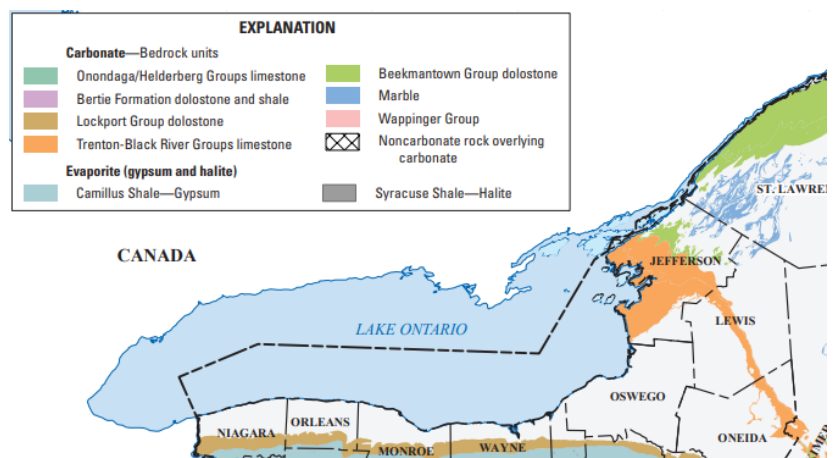 EXPLANATION
Carbonate—Bedrock units
Onondaga/Helderberg Groups limestone
Bertie Formation dolostone and shale
Lockport Group dolostone
Trenton-Black River Groups limestone
Evaporite (gypsum and halite)
Camillus Shale—Gypsum
Beekmantown Group dolostone
Marble
Wappinger Group
Noncarbonate rock overlying
carbonate
Syracuse Shale—Halite
ST. LAWRE
CANADA
JEFFERSON
LAKE ONTARIO
LEWIS
OSWEGO
ORLEANS
NIAGARA
MONROE
WAYNE
ONEIDA